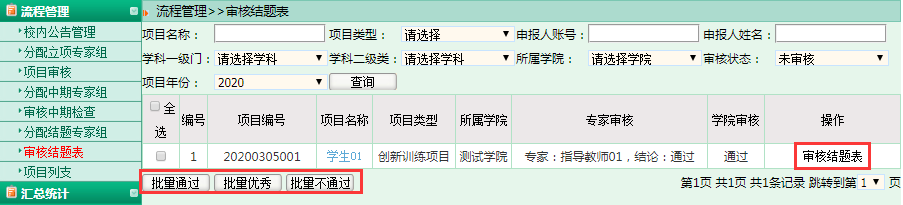 流程管理
校内公告管理
分配立项专家组
项目审核
分配中期专家组
审核中期检查
分配结题专家组
审核结题表
项目列支
汇总统计
流程管理>>审核结题表
项目名称： 项目类型： 请选择 申报人账号： 申报人姓名：
学科一级门： 请选择学科 学科二级类： 请选择学科 所属学院： 请选择学院 审核状态： 未审核
项目年份： 2020 查询
全选 编号 项目编号 项目名称 项目类型 所属学院 专家审核 学院审核 操作
1 20200305001 学生01 创新训练项目 测试学院 专家：指导教师01，结论：通过 通过 审核结题表
批量通过 批量优秀 批量不通过 第1页 共1页 共1条记录 跳转到第 1 页